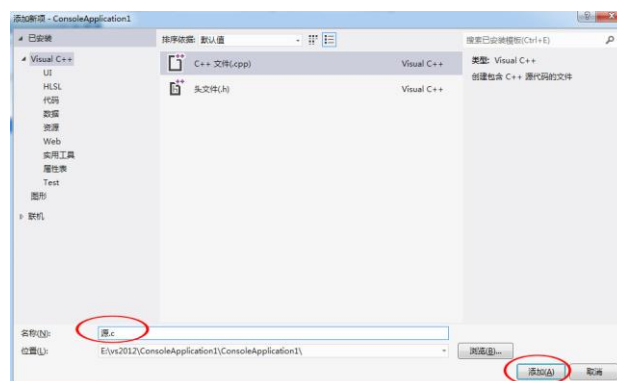 添加新项 - ConsoleApplication1
已安装
排序依据: 默认值
搜索已安装模板(Ctrl+E)
Visual C++
UI
HLSL
代码
数据
资源
Web
实用工具
属性表
Test
图形
联机
C++ 文件(.cpp)
Visual C++
头文件(.h)
Visual C++
类型: Visual C++
创建包含 C++ 源代码的文件
名称(N):
源.c
位置(L):
E:\vs2012\ConsoleApplication1\ConsoleApplication1\
浏览(B)...
添加(A)
取消